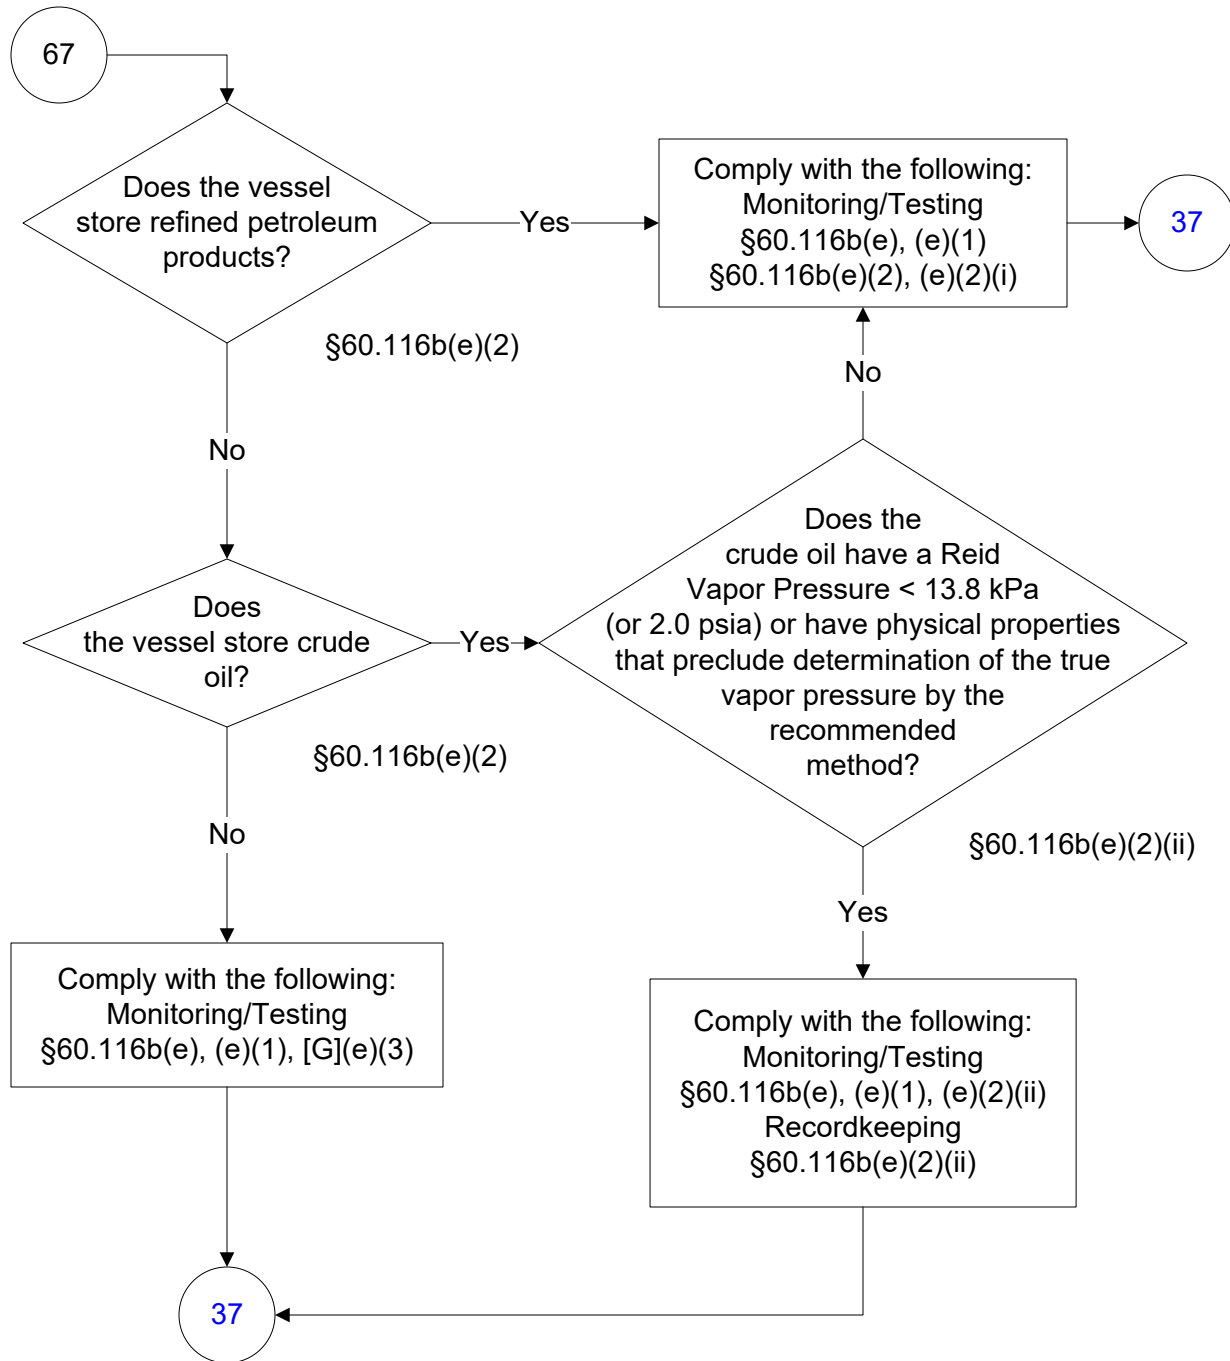 67
Does the vessel
store refined petroleum
products?
Yes
Comply with the following:
Monitoring/Testing
§60.116b(e), (e)(1)
§60.116b(e)(2), (e)(2)(i)
37
§60.116b(e)(2)
No
No
Does
the vessel store crude
oil?
Yes
Does the
crude oil have a Reid
Vapor Pressure < 13.8 kPa
(or 2.0 psia) or have physical properties
that preclude determination of the true
vapor pressure by the
recommended
method?
§60.116b(e)(2)
No
§60.116b(e)(2)(ii)
Yes
Comply with the following:
Monitoring/Testing
§60.116b(e), (e)(1), [G](e)(3)
Comply with the following:
Monitoring/Testing
§60.116b(e), (e)(1), (e)(2)(ii)
Recordkeeping
§60.116b(e)(2)(ii)
37